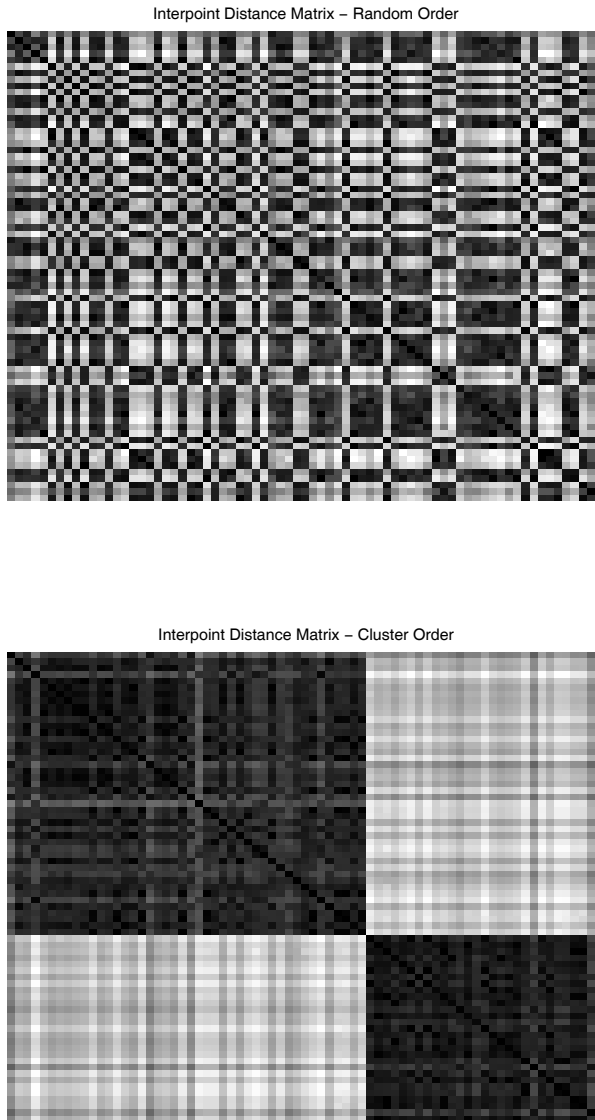 Interpoint Distance Matrix – Random Order
Interpoint Distance Matrix – Cluster Order